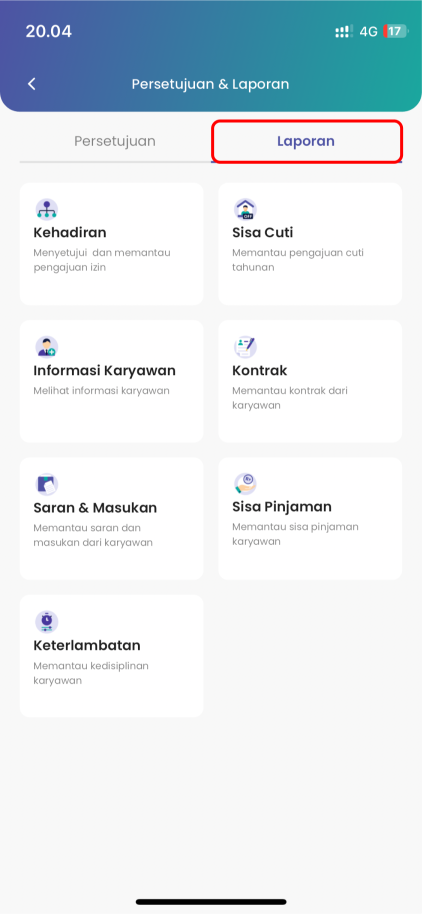 20.04
4G 17
Persetujuan & Laporan
Persetujuan
Laporan
Kehadiran
Menyetujui dan memantau
pengajuan izin
Sisa Cuti
Memantau pengajuan cuti
tahunan
Informasi Karyawan
Melihat informasi karyawan
Kontrak
Memantau kontrak dari
karyawan
Saran & Masukan
Memantau saran dan
masukan dari karyawan
Sisa Pinjaman
Memantau sisa pinjaman
karyawan
Keterlambatan
Memantau kedisiplinan
karyawan